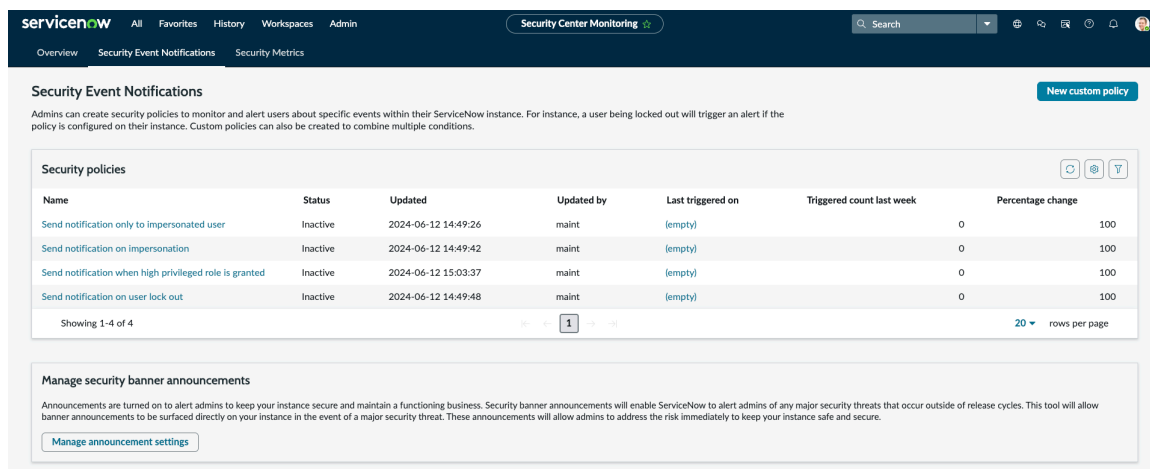 servicenow All Favorites History Workspaces Admin Security Center Monitoring Search
Overview Security Event Notifications Security Metrics
Security Event Notifications New custom policy
Admins can create security policies to monitor and alert users about specific events within their ServiceNow instance. For instance, a user being locked out will trigger an alert if the
policy is configured on their instance. Custom policies can also be created to combine multiple conditions.
Security policies
Name Status Updated Updated by Last triggered on Triggered count last week Percentage change
Send notification only to impersonated user Inactive 2024-06-12 14:49:26 maint (empty) 0 100
Send notification on impersonation Inactive 2024-06-12 14:49:42 maint (empty) 0 100
Send notification when high privileged role is granted Inactive 2024-06-12 15:03:37 maint (empty) 0 100
Send notification on user lock out Inactive 2024-06-12 14:49:48 maint (empty) 0 100
Showing 1-4 of 4 1 20 rows per page
Manage security banner announcements
Announcements are turned on to alert admins to keep your instance secure and maintain a functioning business. Security banner announcements will enable ServiceNow to alert admins of any major security threats that occur outside of release cycles. This tool will allow
banner announcements to be surfaced directly on your instance in the event of a major security threat. These announcements will allow admins to address the risk immediately to keep your instance safe and secure.
Manage announcement settings